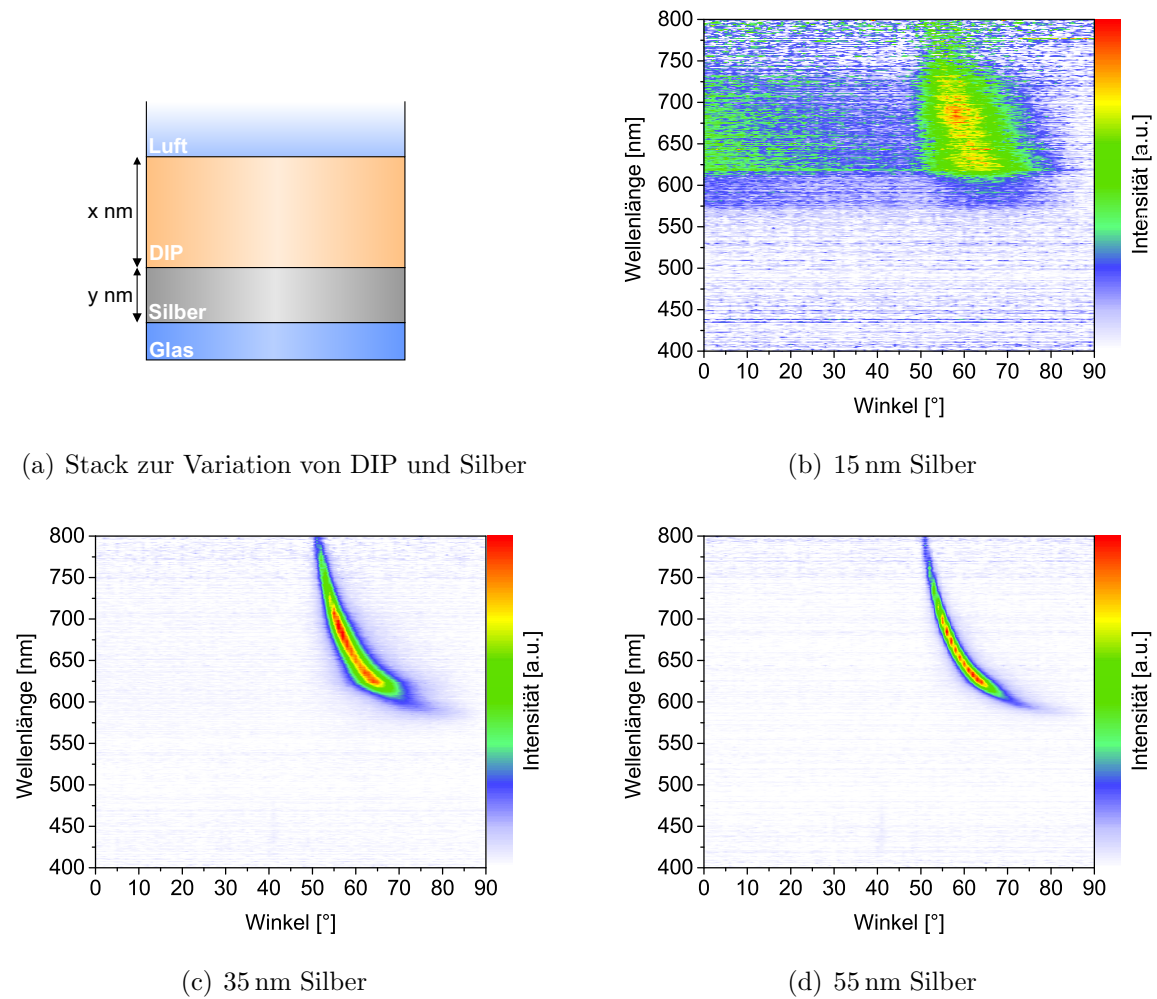 Luft
x nm
DIP
y nm
Silber
Glas
(a) Stack zur Variation von DIP und Silber
800
750
700
650
600
550
500
450
400
Wellenlänge [nm]
0 10 20 30 40 50 60 70 80 90
Winkel [°]
Intensität [a.u.]
(b) 15 nm Silber
800
750
700
650
600
550
500
450
400
Wellenlänge [nm]
0 10 20 30 40 50 60 70 80 90
Winkel [°]
Intensität [a.u.]
(c) 35 nm Silber
800
750
700
650
600
550
500
450
400
Wellenlänge [nm]
0 10 20 30 40 50 60 70 80 90
Winkel [°]
Intensität [a.u.]
(d) 55 nm Silber